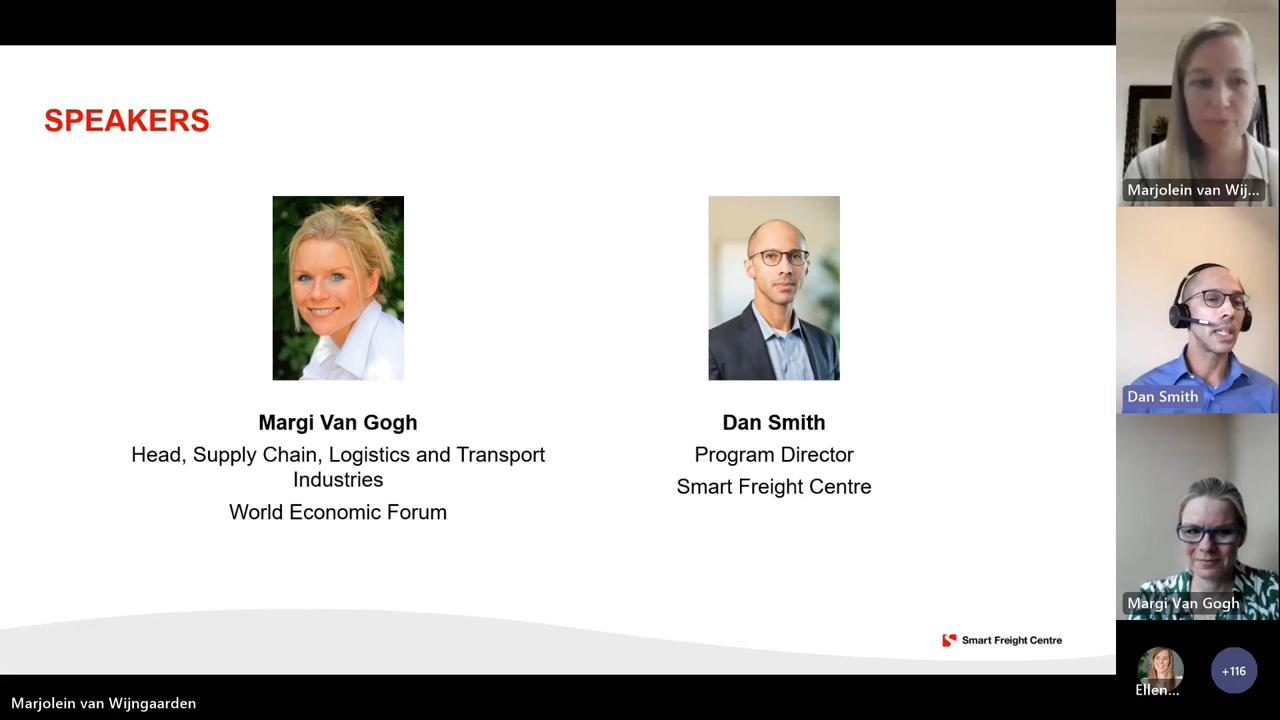 SPEAKERS
Margi Van Gogh
Head, Supply Chain, Logistics and Transport
Industries
World Economic Forum
Dan Smith
Program Director
Smart Freight Centre
Smart Freight Centre
Marjolein van Wijngaarden
Marjolein van Wij...
Dan Smith
Margi Van Gogh
Ellen...
+116